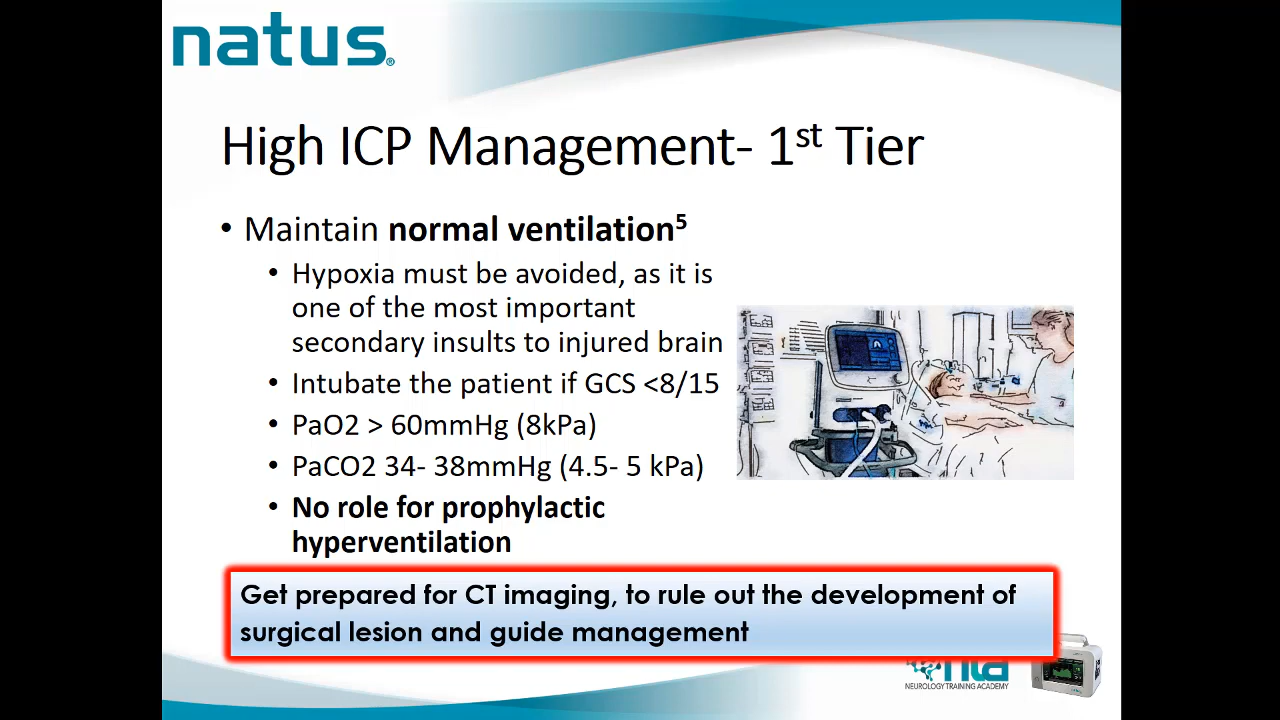 natus®
High ICP Management- 1st Tier
• Maintain normal ventilation5
• Hypoxia must be avoided, as it is
one of the most important
secondary insults to injured brain
• Intubate the patient if GCS <8/15
• PaO2 > 60mmHg (8kPa)
• PaCO2 34- 38mmHg (4.5- 5 kPa)
• No role for prophylactic
hyperventilation
Get prepared for CT imaging, to rule out the development of
surgical lesion and guide management
nta
NEUROLOGY TRAINING ACADEMY